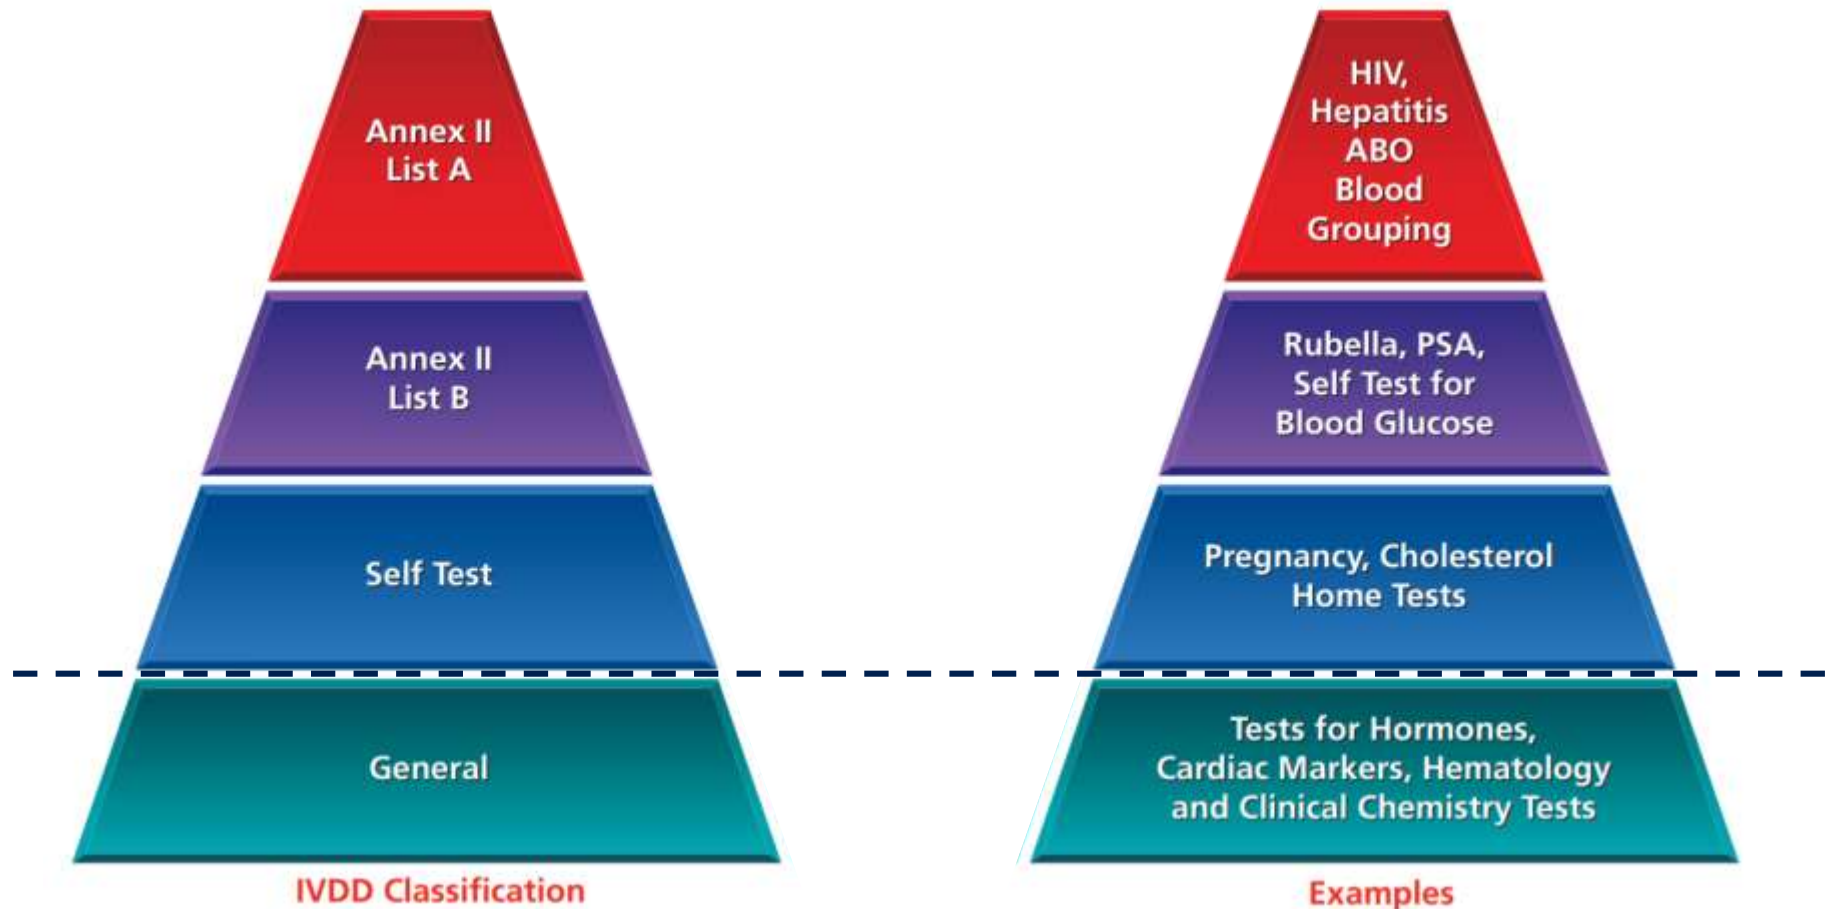 Annex II
List A
Annex II
List B
Self Test
General
IVDD Classification
HIV,
Hepatitis
ABO
Blood
Grouping
Rubella, PSA,
Self Test for
Blood Glucose
Pregnancy, Cholesterol
Home Tests
Tests for Hormones,
Cardiac Markers, Hematology
and Clinical Chemistry Tests
Examples